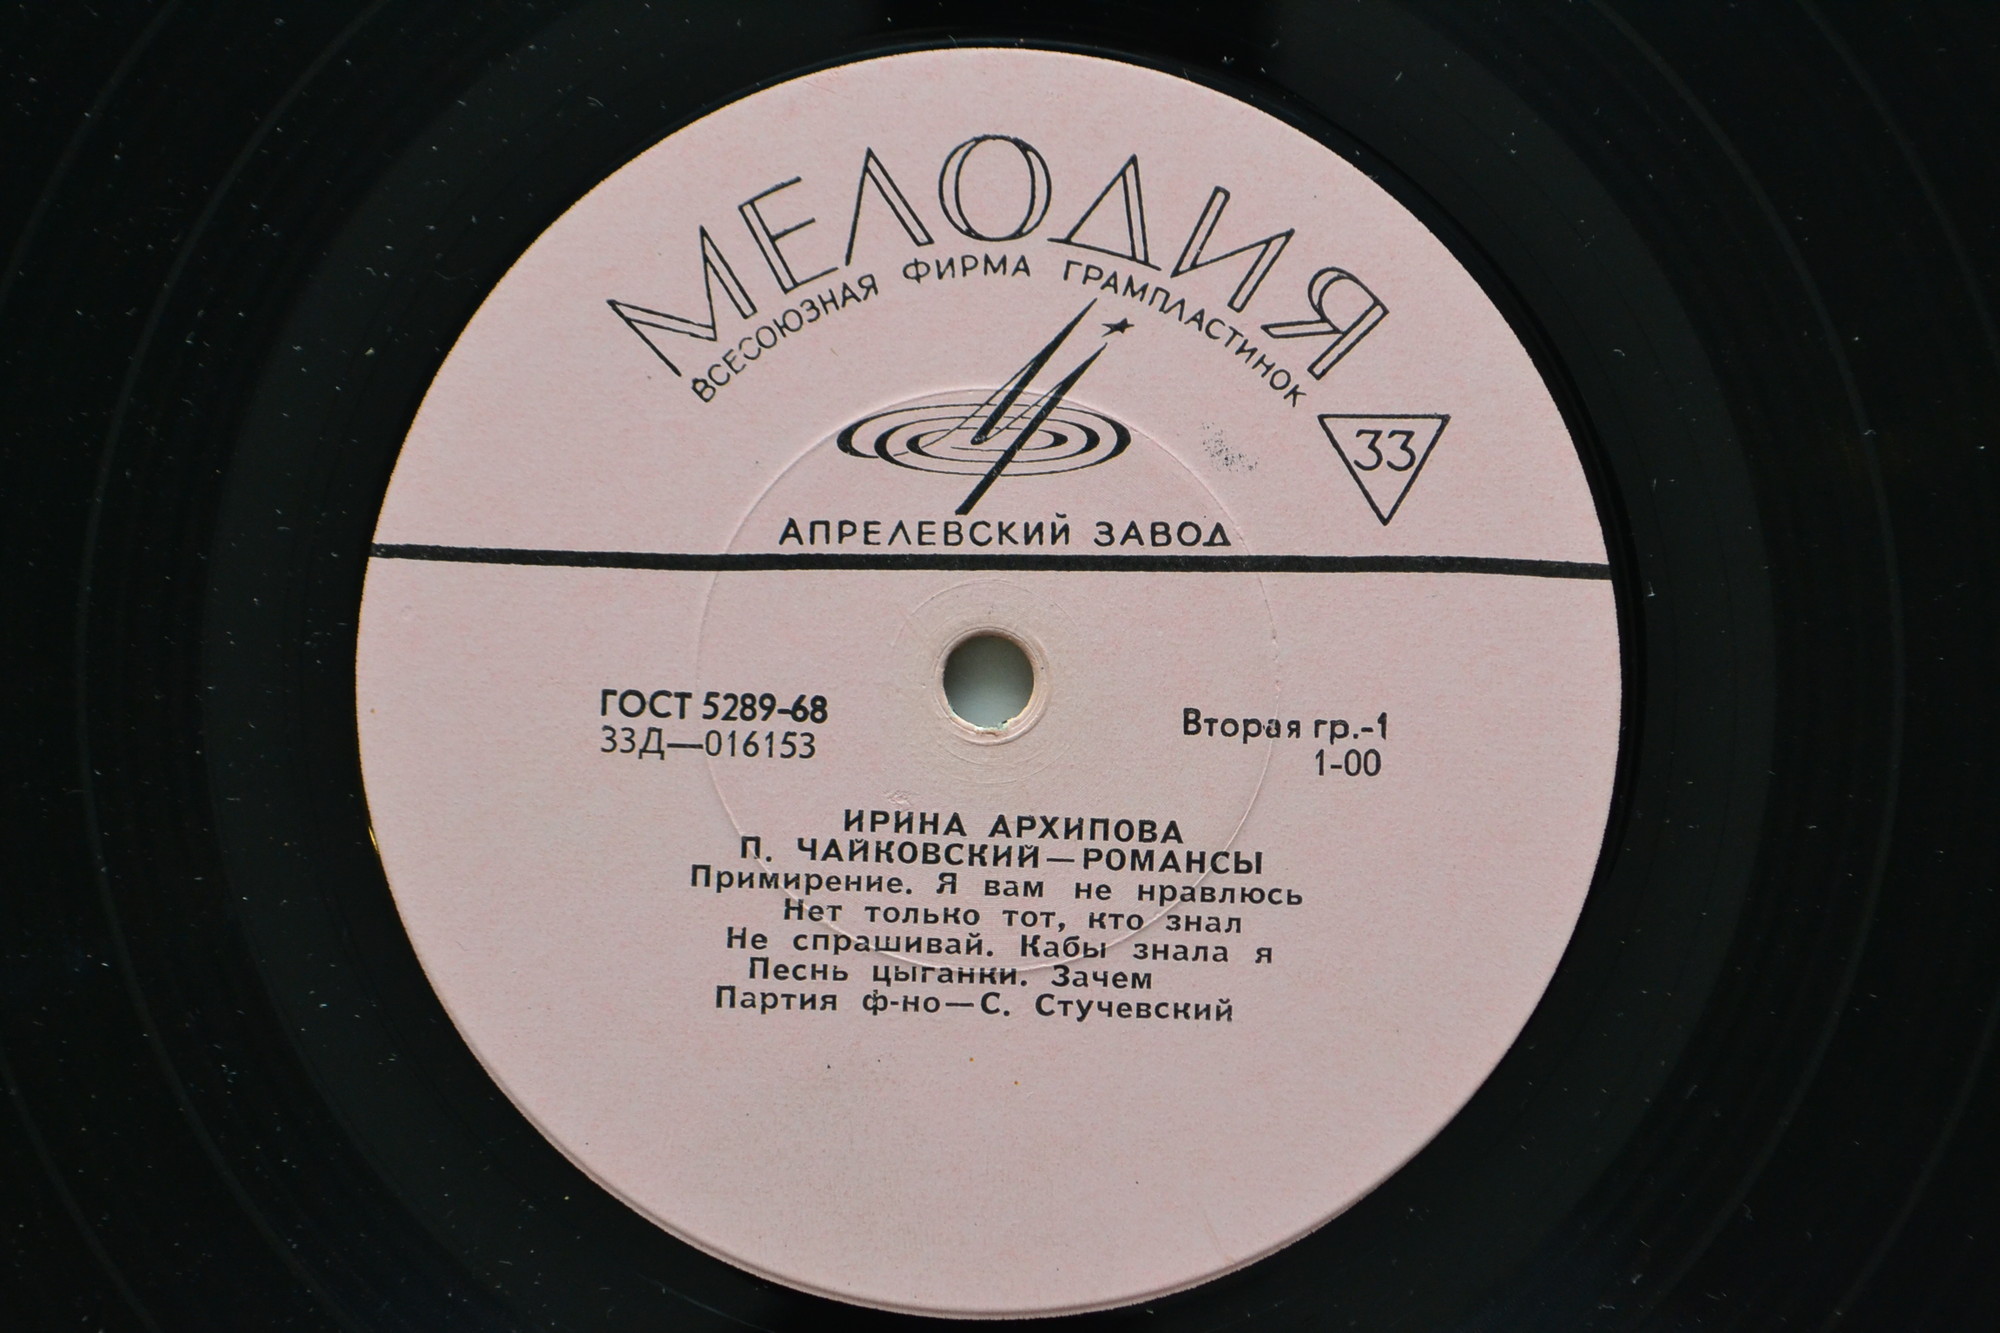 МЕЛОДИЯ
ВСЕСОЮЗНАЯ ФИРМА ГРАМПЛАСТИНОК
33
АПРЕЛЕВСКИЙ ЗАВОД
ГОСТ 5289-68
33Д—016153
Вторая гр.-1
1-00
ИРИНА АРХИПОВА
П. ЧАЙКОВСКИЙ—РОМАНСЫ
Примирение. Я вам не нравлюсь
Нет только тот, кто знал
Не спрашивай. Кабы знала я
Песнь цыганки. Зачем
Партия ф-но—С. Стучевский